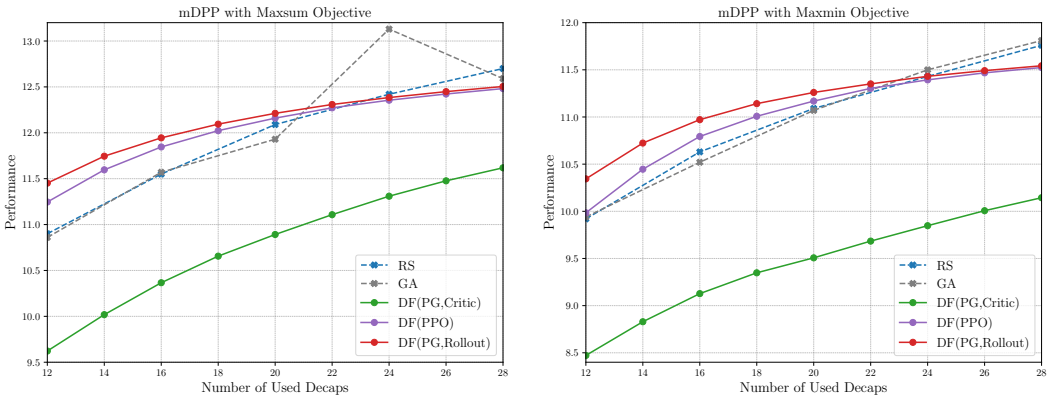 mDPP with Maxsum Objective
13.0
12.5
12.0
11.5
11.0
10.5
10.0
9.5
Performance
12 14 16 18 20 22 24 26 28
Number of Used Decaps
RS
GA
DF(PG,Critic)
DF(PPO)
DF(PG,Rollout)
mDPP with Maxmin Objective
12.0
11.5
11.0
10.5
10.0
9.5
9.0
8.5
Performance
12 14 16 18 20 22 24 26 28
Number of Used Decaps
RS
GA
DF(PG,Critic)
DF(PPO)
DF(PG,Rollout)